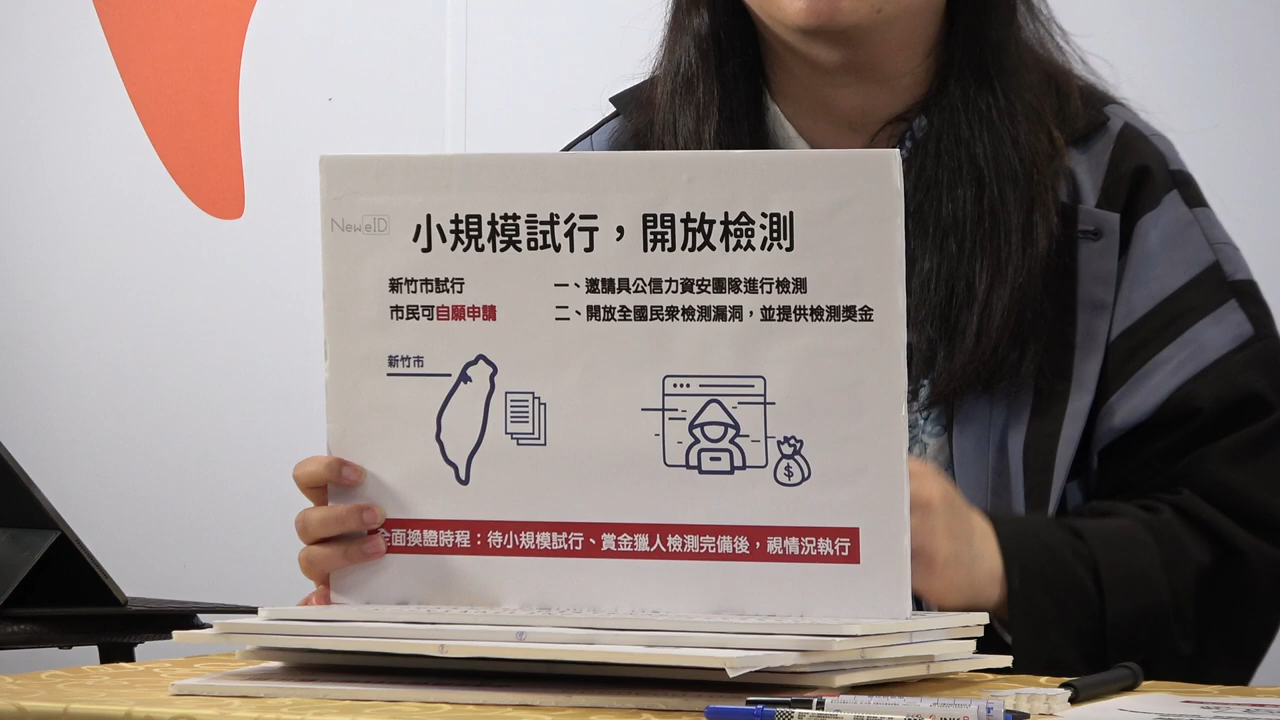 New eID
小規模試行，開放檢測
新竹市試行
市民可自願申請
一、邀請具公信力資安團隊進行檢測
二、開放全國民衆檢測漏洞，並提供檢測獎金
新竹市
$
全面換證時程：待小規模試行、賞金獵人檢測完備後，視情況執行